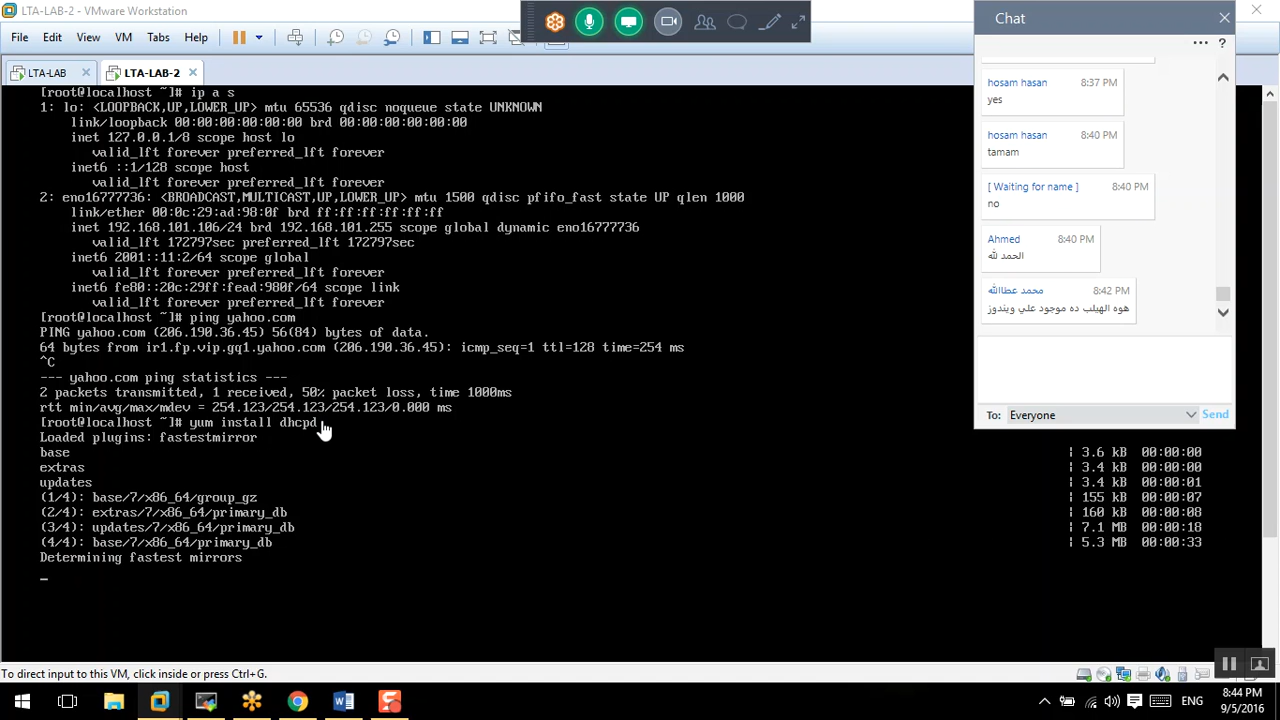 LTA-LAB-2 - VMware Workstation
File Edit View VM Tabs Help
LTA-LAB
LTA-LAB-2
[root@localhost ~]# ip a s
1: lo: <LOOPBACK,UP,LOWER_UP> mtu 65536 qdisc noqueue state UNKNOWN
link/loopback 00:00:00:00:00:00 brd 00:00:00:00:00:00
inet 127.0.0.1/8 scope host lo
valid_lft forever preferred_lft forever
inet6 ::1/128 scope host
valid_lft forever preferred_lft forever
2: eno16777736: <BROADCAST,MULTICAST,UP,LOWER_UP> mtu 1500 qdisc pfifo_fast state UP qlen 1000
link/ether 00:0c:29:ad:98:0f brd ff:ff:ff:ff:ff:ff
inet 192.168.101.106/24 brd 192.168.101.255 scope global dynamic eno16777736
valid_lft 172797sec preferred_lft 172797sec
inet6 2001::11:2/64 scope global
valid_lft forever preferred_lft forever
inet6 fe80::20c:29ff:fead:980f/64 scope link
valid_lft forever preferred_lft forever
[root@localhost ~]# ping yahoo.com
PING yahoo.com (206.190.36.45) 56(84) bytes of data.
64 bytes from ir1.fp.vip.gq1.yahoo.com (206.190.36.45): icmp_seq=1 ttl=128 time=254 ms
^C
--- yahoo.com ping statistics ---
2 packets transmitted, 1 received, 50% packet loss, time 1000ms
rtt min/avg/max/mdev = 254.123/254.123/254.123/0.000 ms
[root@localhost ~]# yum install dhcpd
Loaded plugins: fastestmirror
base | 3.6 kB 00:00:00
extras | 3.4 kB 00:00:00
updates | 3.4 kB 00:00:01
(1/4): base/7/x86_64/group_gz | 155 kB 00:00:07
(2/4): extras/7/x86_64/primary_db | 160 kB 00:00:08
(3/4): updates/7/x86_64/primary_db | 7.1 MB 00:00:18
(4/4): base/7/x86_64/primary_db | 5.3 MB 00:00:33
Determining fastest mirrors
Chat
hosam hasan 8:37 PM
yes
hosam hasan 8:40 PM
tamam
[ Waiting for name ] 8:40 PM
no
Ahmed 8:40 PM
الحمد لله
محمد عطاالله 8:42 PM
هوه الهيلب ده موجود علي ويندوز
To: Everyone
To direct input to this VM, click inside or press Ctrl+G.
ENG
8:44 PM
9/5/2016